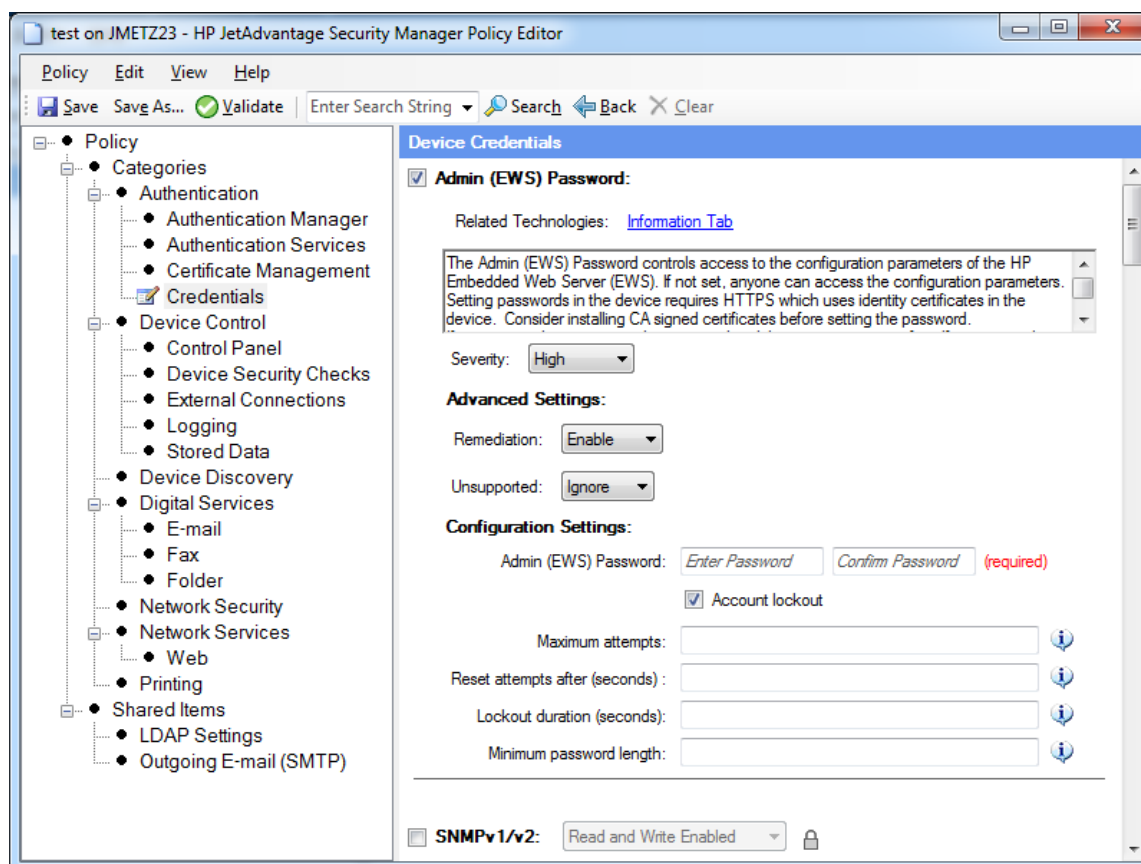 test on JMETZ23 - HP JetAdvantage Security Manager Policy Editor
Policy Edit View Help
Save Save As... Validate Enter Search String Search Back Clear
Policy
Categories
Authentication
Authentication Manager
Authentication Services
Certificate Management
Credentials
Device Control
Control Panel
Device Security Checks
External Connections
Logging
Stored Data
Device Discovery
Digital Services
E-mail
Fax
Folder
Network Security
Network Services
Web
Printing
Shared Items
LDAP Settings
Outgoing E-mail (SMTP)
Device Credentials
Admin (EWS) Password:
Related Technologies: Information Tab
The Admin (EWS) Password controls access to the configuration parameters of the HP
Embedded Web Server (EWS). If not set, anyone can access the configuration parameters.
Setting passwords in the device requires HTTPS which uses identity certificates in the
device. Consider installing CA signed certificates before setting the password.
Severity: High
Advanced Settings:
Remediation: Enable
Unsupported: Ignore
Configuration Settings:
Admin (EWS) Password: Enter Password Confirm Password (required)
Account lockout
Maximum attempts:
Reset attempts after (seconds) :
Lockout duration (seconds):
Minimum password length:
SNMPv1/v2: Read and Write Enabled